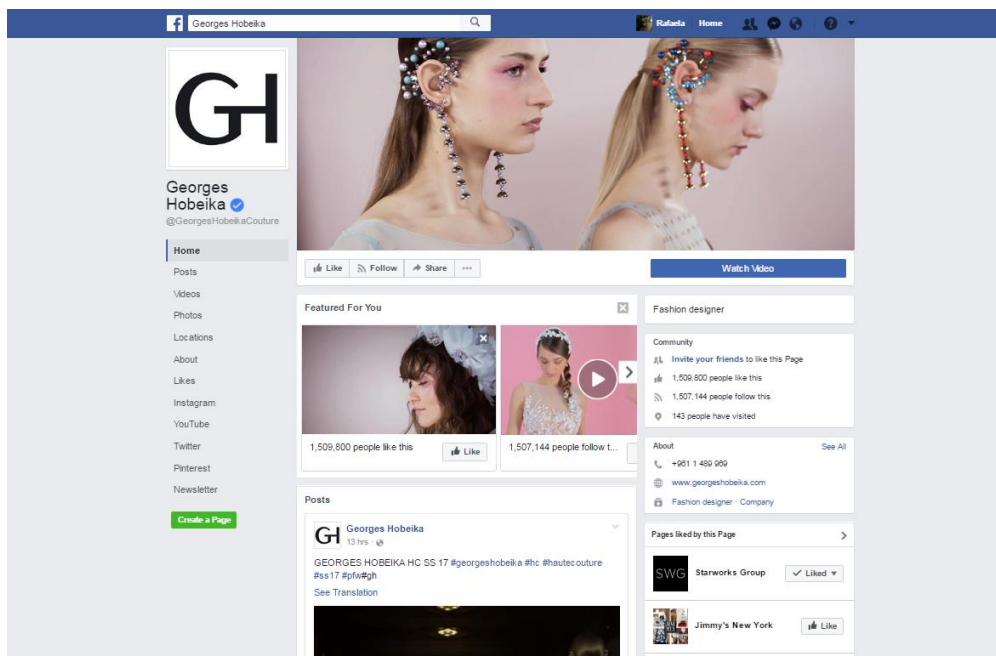 Georges Hobeika
Rafaela Home
GH
Georges
Hobeika
@GeorgesHobeikaCouture
Home
Posts
Videos
Photos
Locations
About
Likes
Instagram
YouTube
Twitter
Pinterest
Newsletter
Create a Page
Like Follow Share
Watch Video
Featured For You
1,509,800 people like this Like
1,507,144 people follow t...
Posts
GH
Georges Hobeika
13 hrs ·
GEORGES HOBEIKA HC SS 17 #georgeshobeika #hc #hautecouture
#ss17 #pfw#gh
See Translation
Fashion designer
Community
Invite your friends to like this Page
1,509,800 people like this
1,507,144 people follow this
143 people have visited
About See All
+961 1 489 969
www.georgeshobeika.com
Fashion designer · Company
Pages liked by this Page
SWG
Starworks Group Liked
Jimmy's New York Like